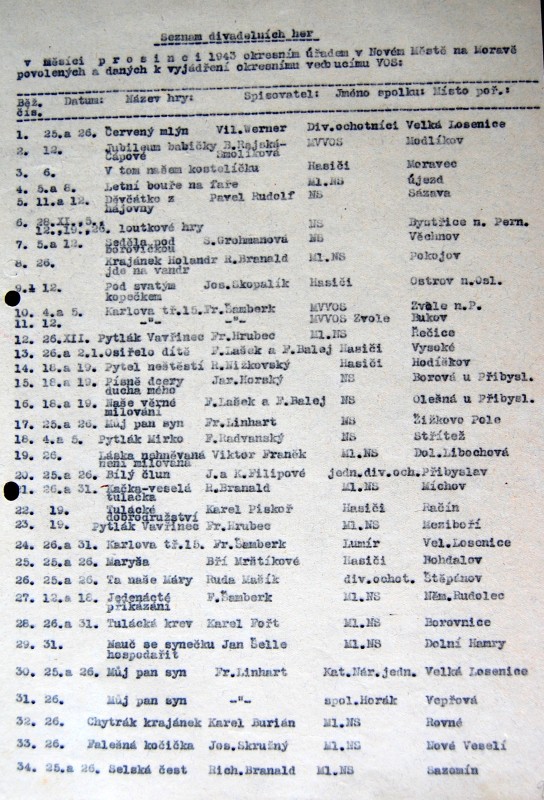 Seznam divadelních her
v Měsíci prosinci 1943 okresním úřadem v Novém Městě na Moravě
povolených a daných k vyjádření okresnímu vedoucímu VOS:
Běž. Datum: Název hry: Spisovatel: Jméno spolku: Místo poř.:
čís.
1. 25.a 26. Červený mlýn Vil.Werner Div.ochotníci Velká Losenice
2. 12. Jubileum babičky B.Rajská- MVVOS Modlíkov
Čapové Smolíková
3. 6. V tom našem kostelíčku Hasiči Moravec
4. 5.a 8. Letní bouře na faře Ml.NS újezd
5. 11.a 12. Děvčátko z Pavel Rudolf NS Sázava
hájovny
6. 28.XI.,5.
12.,19.,26. loutkové hry NS Bystřice n. Pern.
7. 5.a 12. Seděla pod S.Grohmanová NS Věchnov
borovičkou
8. 26. Krajánek Holandr R.Branald Ml.NS Pokojov
jde na vandr
9. 12. Pod svatým Jos.Skopalík Hasiči Ostrov n.Osl.
kopečkem
10. 4.a 5. Karlova tř.15. Fr.Šamberk MVVOS Zvole n.P.
11. 12. -"- -"- MVVOS Zvole Bukov
12. 26.XII. Pytlák Vavřinec Fr.Hrubec Ml.NS Řečice
13. 26.a 2.1. Osiřelo dítě F.Lašek a F.Balej Hasiči Vysoké
14. 18.a 19. Pytel neštěstí R.Nižkovský Hasiči Hodíškov
15. 18.a 19. Písně dcery Jar.Horský NS Borová u Přibysl.
ducha mého
16. 18.a 19. Naše věrné F.Lašek a F.Balej NS Olešná u Přibysl.
milování
17. 25.a 26. Můj pan syn Fr.Linhart NS Žižkovo Pole
18. 4.a 5. Pytlák Mirko F.Radvanský NS Střítež
19. 26. Láska nahněvaná Viktor Franěk Ml.NS Dol.Libochová
není milovaná
20. 25.a 26. Bílý člun J.a K.Filipové jedn.div.och. Přibyslav
21. 26.a 31. Kačka-veselá R.Branald Ml.NS Míchov
tulačka
22. 19. Tulácké Karel Piskoř Hasiči Račín
dobrodružství
23. 19. Pytlák Vavřinec Fr.Hrubec Ml.NS Meziboří
24. 26.a 31. Karlova tř.15. Fr.Šamberk Lumír Vel.Losenice
25. 25.a 26. Maryša Bří Mrštíkové Hasiči Bohdalov
26. 25.a 26. Ta naše Máry Ruda Mařík div.ochot. Štěpánov
27. 12.a 18. Jedenácté F.Šamberk Ml.NS Něm.Rudolec
přikázání
28. 26.a 31. Tulácká krev Karel Fořt Ml.NS Borovnice
29. 31. Nauč se synečku Jan Šelle Ml.NS Dolní Hamry
hospodařit
30. 25.a 26. Můj pan syn Fr.Linhart Kat.Nár.jedn. Velká Losenice
31. 26. Můj pan syn -"- spol.Horák Vepřová
32. 26. Chytrák krajánek Karel Burian Ml.NS Rovné
33. 26. Falešná kočička Jos.Skružný Ml.NS Nové Veselí
34. 25.a 26. Selská čest Rich.Branald Ml.NS Sazomín